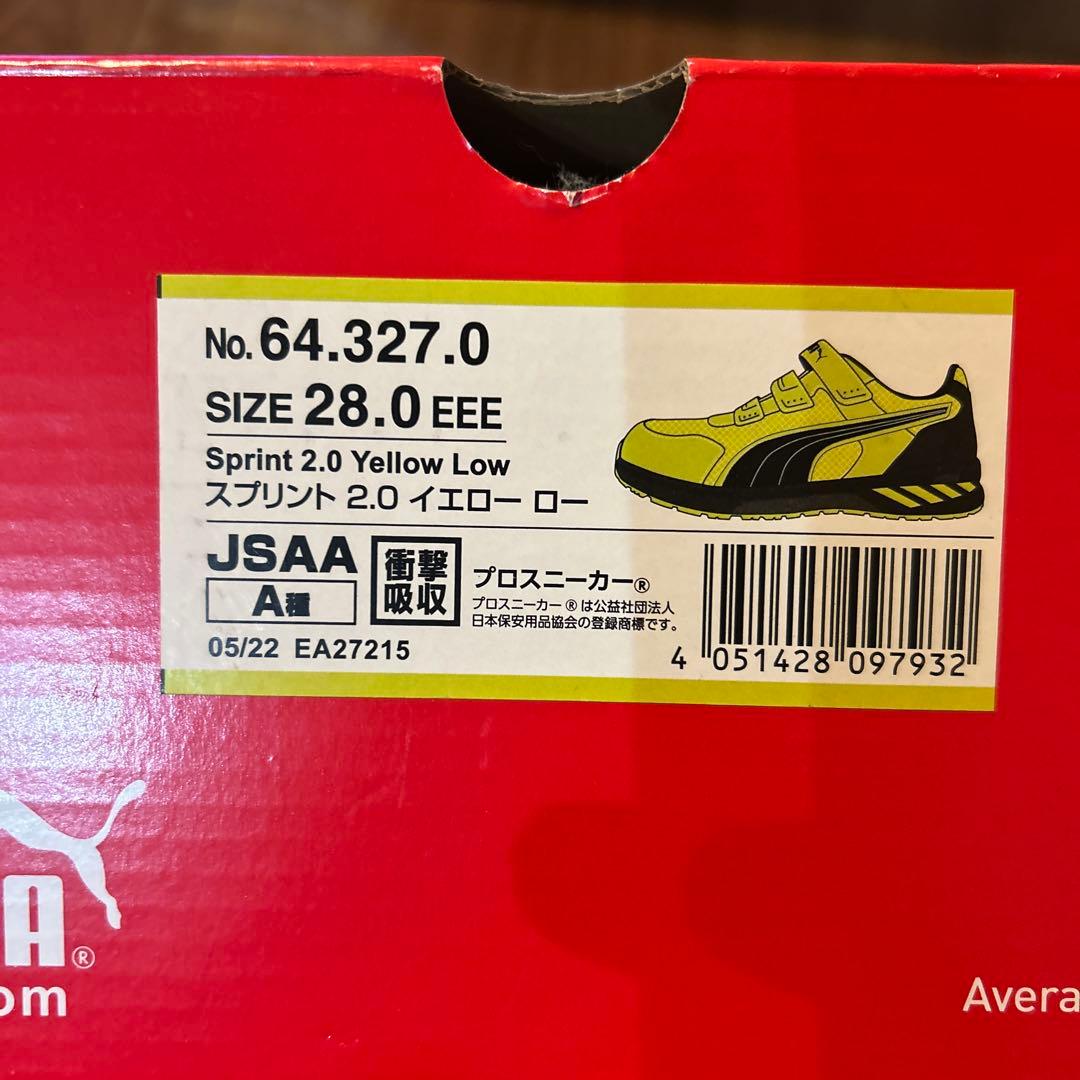 No.64.327.0
SIZE 28.0 EEE
Sprint 2.0 Yellow Low
スプリント 2.0 イエロー ロー
JSAA
A種
衝撃
吸収
プロスニーカー®
プロスニーカー®は公益社団法人
日本保安用品協会の登録商標です。
05/22 EA27215
4 051428 097932
A®
om
Avera